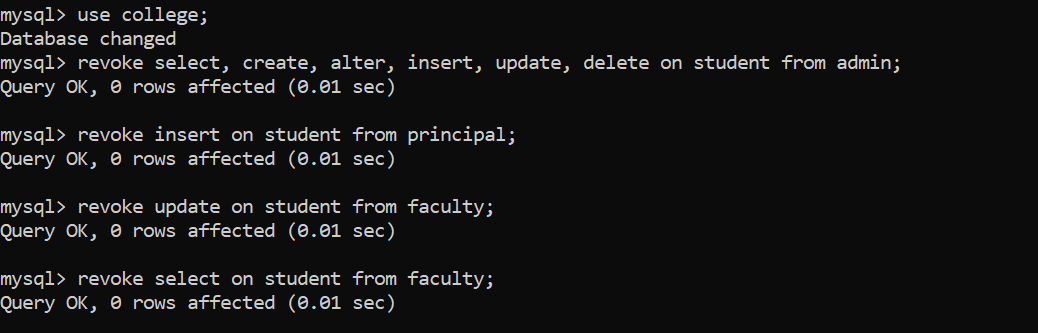 mysql> use college;
Database changed
mysql> revoke select, create, alter, insert, update, delete on student from admin;
Query OK, 0 rows affected (0.01 sec)
mysql> revoke insert on student from principal;
Query OK, 0 rows affected (0.01 sec)
mysql> revoke update on student from faculty;
Query OK, 0 rows affected (0.01 sec)
mysql> revoke select on student from faculty;
Query OK, 0 rows affected (0.01 sec)